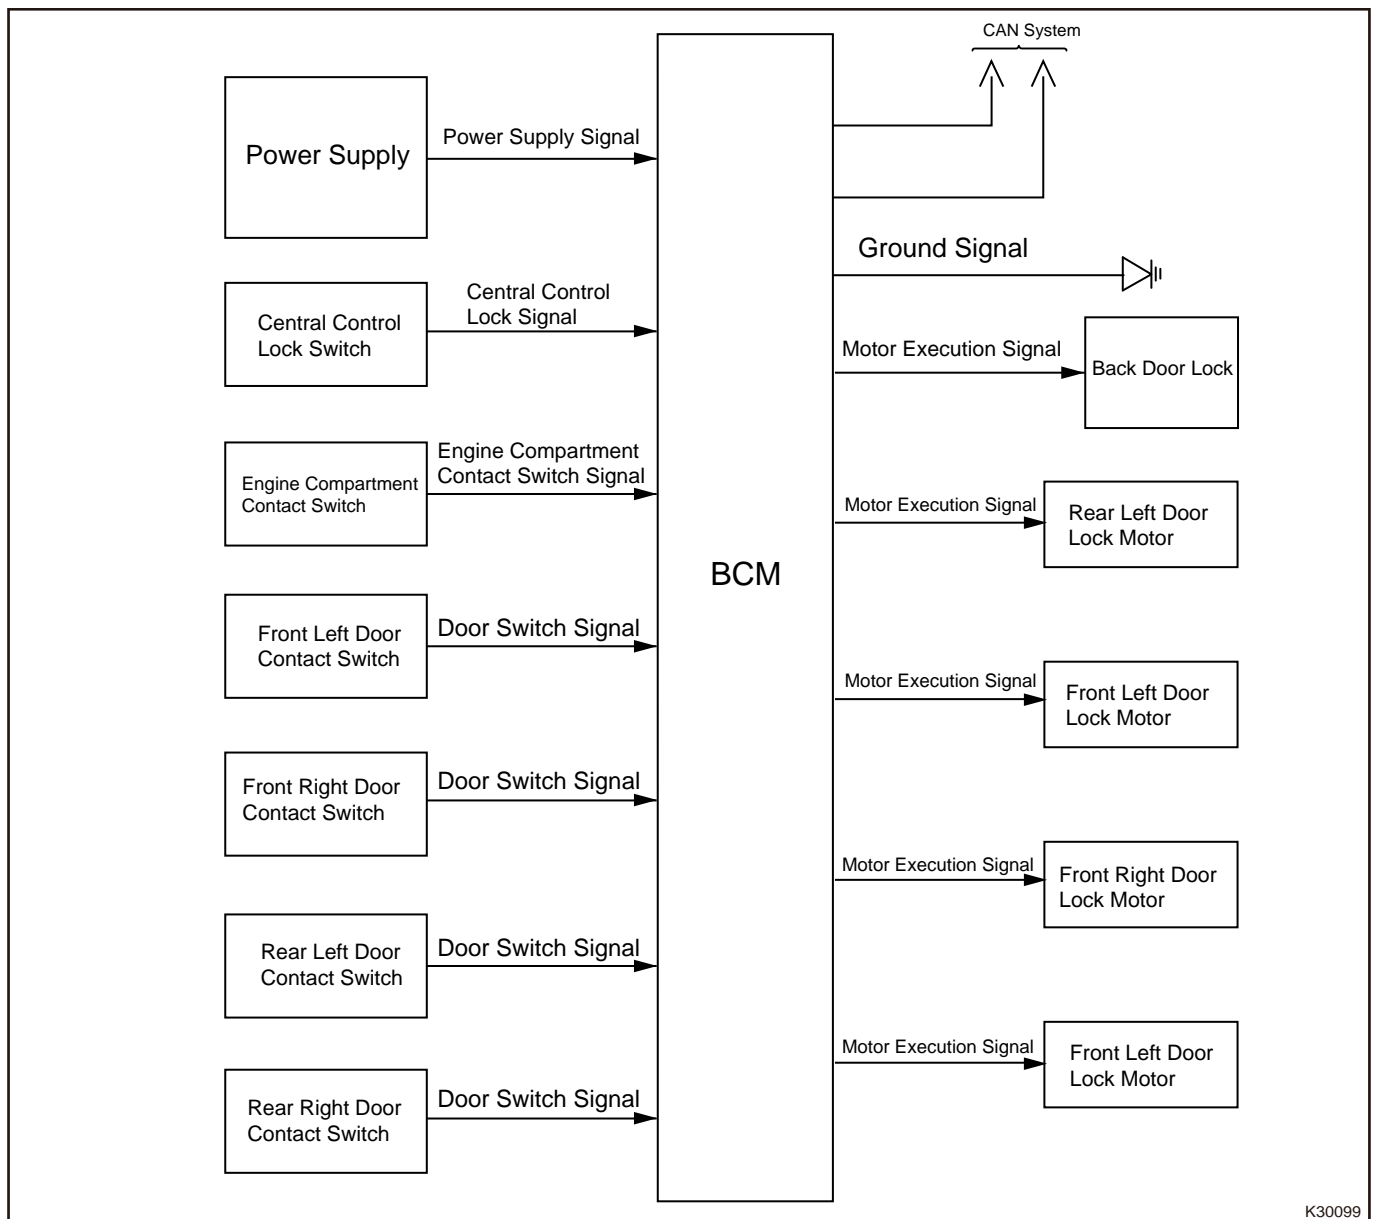 CAN System
Power Supply
Power Supply Signal
Ground Signal
Central Control
Lock Switch
Central Control
Lock Signal
Motor Execution Signal
Back Door Lock
Engine Compartment
Contact Switch
Engine Compartment
Contact Switch Signal
Motor Execution Signal
Rear Left Door
Lock Motor
BCM
Front Left Door
Contact Switch
Door Switch Signal
Motor Execution Signal
Front Left Door
Lock Motor
Front Right Door
Contact Switch
Door Switch Signal
Motor Execution Signal
Front Right Door
Lock Motor
Rear Left Door
Contact Switch
Door Switch Signal
Motor Execution Signal
Front Left Door
Lock Motor
Rear Right Door
Contact Switch
Door Switch Signal
K30099